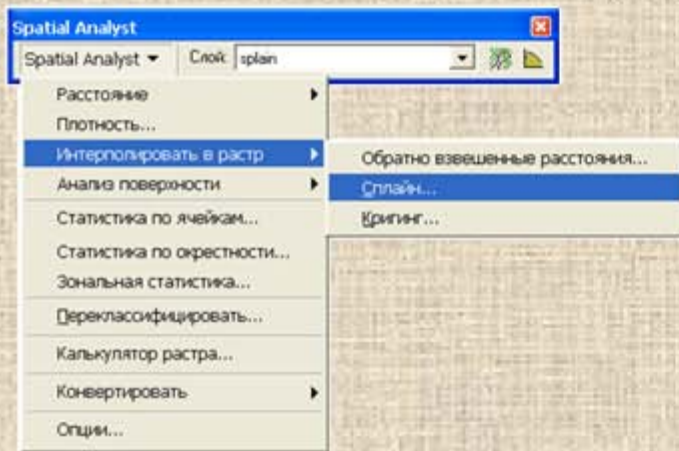 Spatial Analyst
Spatial Analyst Слой: splain
Расстояние
Плотность...
Интерполировать в растр
Анализ поверхности
Статистика по ячейкам...
Статистика по окрестности...
Зональная статистика...
Переклассифицировать...
Калькулятор растра...
Конвертировать
Опции...
Обратно взвешенные расстояния...
Сплайн...
Кригинг...